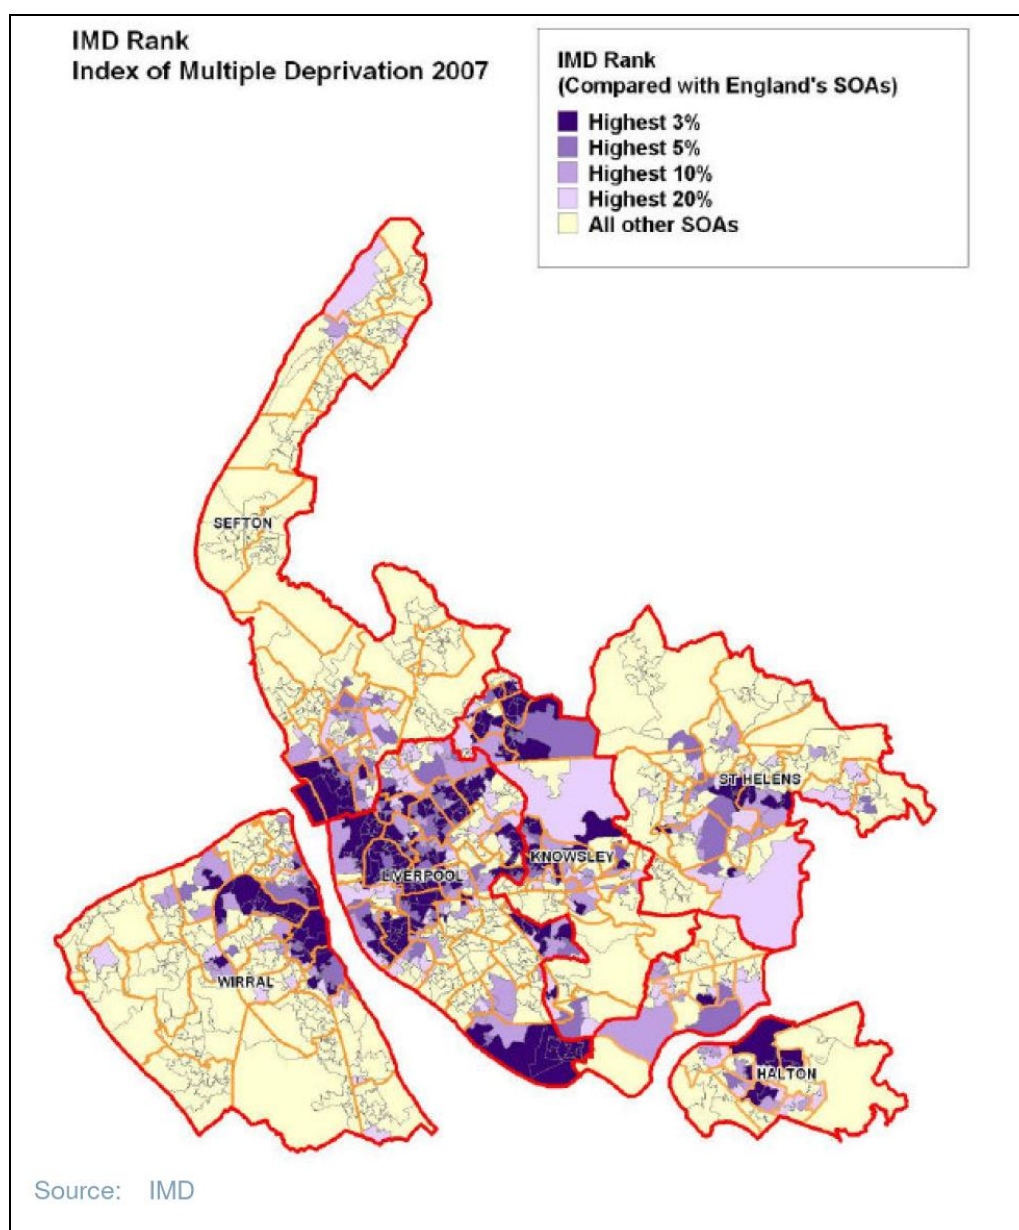 IMD Rank
Index of Multiple Deprivation 2007
IMD Rank
(Compared with England's SOAs)
Highest 3%
Highest 5%
Highest 10%
Highest 20%
All other SOAs
SEFTON
ST HELENS
KNOWSLEY
LIVERPOOL
WIRRAL
HALTON
Source: IMD